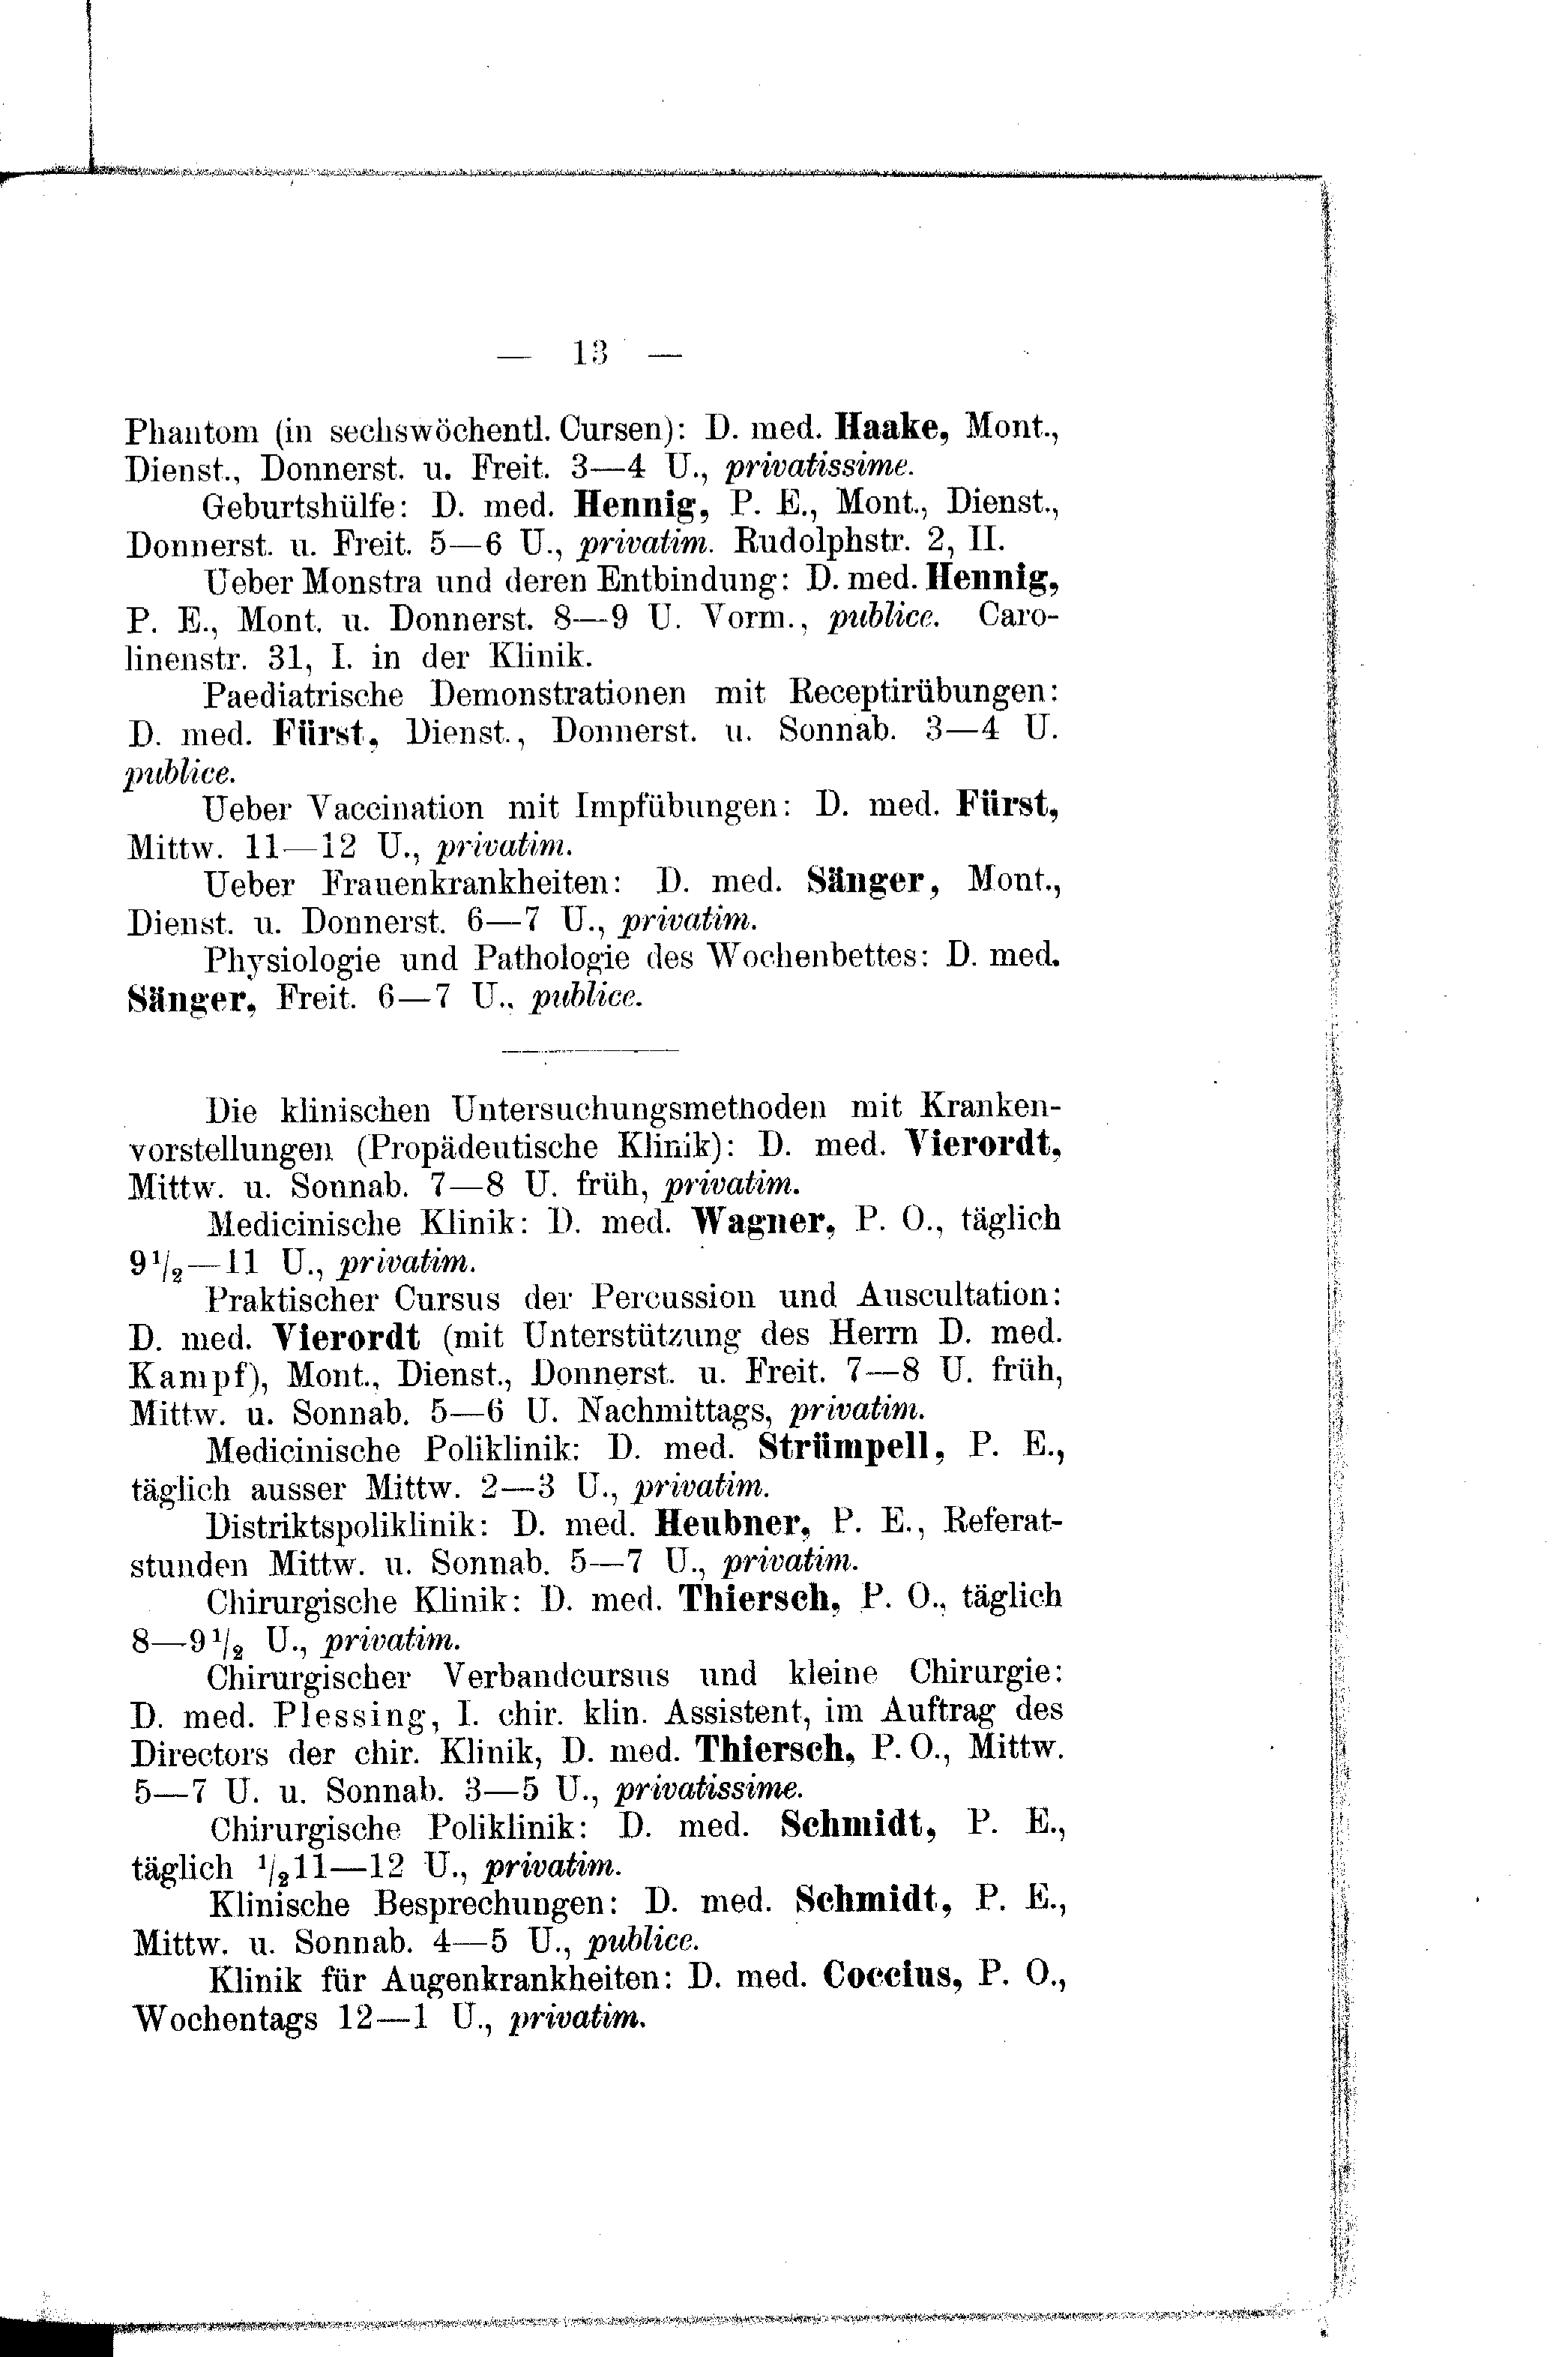 — 13 —
Phantom (in sechswöchentl. Cursen): D. med. Haake, Mont.,
Dienst., Donnerst. u. Freit. 3—4 U., privatissime.
Geburtshülfe: D. med. Hennig, P. E., Mont., Dienst.,
Donnerst. u. Freit. 5—6 U., privatim. Rudolphstr. 2, II.
Ueber Monstra und deren Entbindung: D. med. Hennig,
P. E., Mont. u. Donnerst. 8—9 U. Vorm., publice. Caro-
linenstr. 31, I. in der Klinik.
Paediatrische Demonstrationen mit Receptirübungen:
D. med. Fürst, Dienst., Donnerst. u. Sonnab. 3—4 U.
publice.
Ueber Vaccination mit Impfübungen: D. med. Fürst,
Mittw. 11—12 U., privatim.
Ueber Frauenkrankheiten: D. med. Sänger, Mont.,
Dienst. u. Donnerst. 6—7 U., privatim.
Physiologie und Pathologie des Wochenbettes: D. med.
Sänger, Freit. 6—7 U., publice.
Die klinischen Untersuchungsmethoden mit Kranken-
vorstellungen (Propädeutische Klinik): D. med. Vierordt,
Mittw. u. Sonnab. 7—8 U. früh, privatim.
Medicinische Klinik: D. med. Wagner, P. O., täglich
9 1/2—11 U., privatim.
Praktischer Cursus der Percussion und Auscultation:
D. med. Vierordt (mit Unterstützung des Herrn D. med.
Kampf), Mont., Dienst., Donnerst. u. Freit. 7—8 U. früh,
Mittw. u. Sonnab. 5—6 U. Nachmittags, privatim.
Medicinische Poliklinik: D. med. Strümpell, P. E.,
täglich ausser Mittw. 2—3 U., privatim.
Distriktspoliklinik: D. med. Heubner, P. E., Referat-
stunden Mittw. u. Sonnab. 5—7 U., privatim.
Chirurgische Klinik: D. med. Thiersch, P. O., täglich
8—9 1/2 U., privatim.
Chirurgischer Verbandcursus und kleine Chirurgie:
D. med. Plessing, I. chir. klin. Assistent, im Auftrag des
Directors der chir. Klinik, D. med. Thiersch, P. O., Mittw.
5—7 U. u. Sonnab. 3—5 U., privatissime.
Chirurgische Poliklinik: D. med. Schmidt, P. E.,
täglich 1/2 11—12 U., privatim.
Klinische Besprechungen: D. med. Schmidt, P. E.,
Mittw. u. Sonnab. 4—5 U., publice.
Klinik für Augenkrankheiten: D. med. Coccius, P. O.,
Wochentags 12—1 U., privatim.